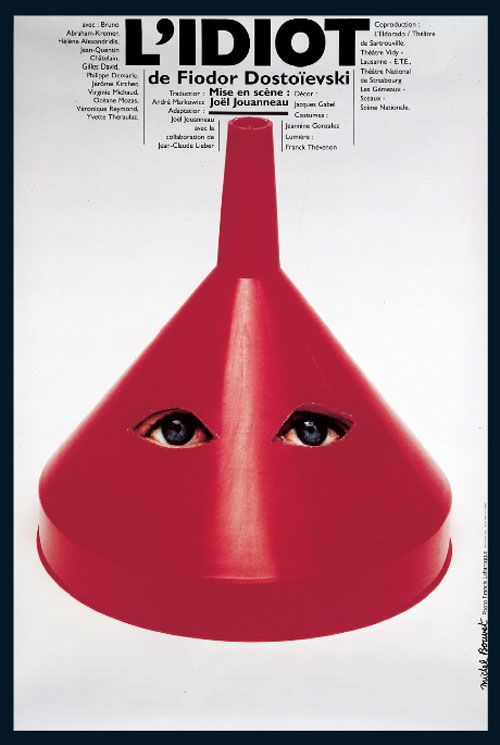 L'IDIOT
de Fiodor Dostoïevski
avec : Bruno
Abraham-Kremer,
Hélène Alexandridis,
Jean-Quentin
Châtelain,
Gilles David,
Philippe Demarle,
Jérôme Kircher,
Virginie Michaud,
Océane Mozas,
Véronique Reymond,
Yvette Théraulaz.
Traduction :
André Markowicz
Adaptation :
Joël Jouanneau
avec la
collaboration de
Jean-Claude Lieber
Mise en scène :
Joël Jouanneau
Décor :
Jacques Gabel
Costumes :
Jeannine Gonzalez
Lumière :
Franck Thévenon
Coproduction :
L'Eldorado / Théâtre
de Sartrouville,
Théâtre Vidy -
Lausanne - E.T.E.,
Théâtre National
de Strasbourg
Les Gémeaux -
Sceaux -
Scène Nationale.
Michel Bouvet